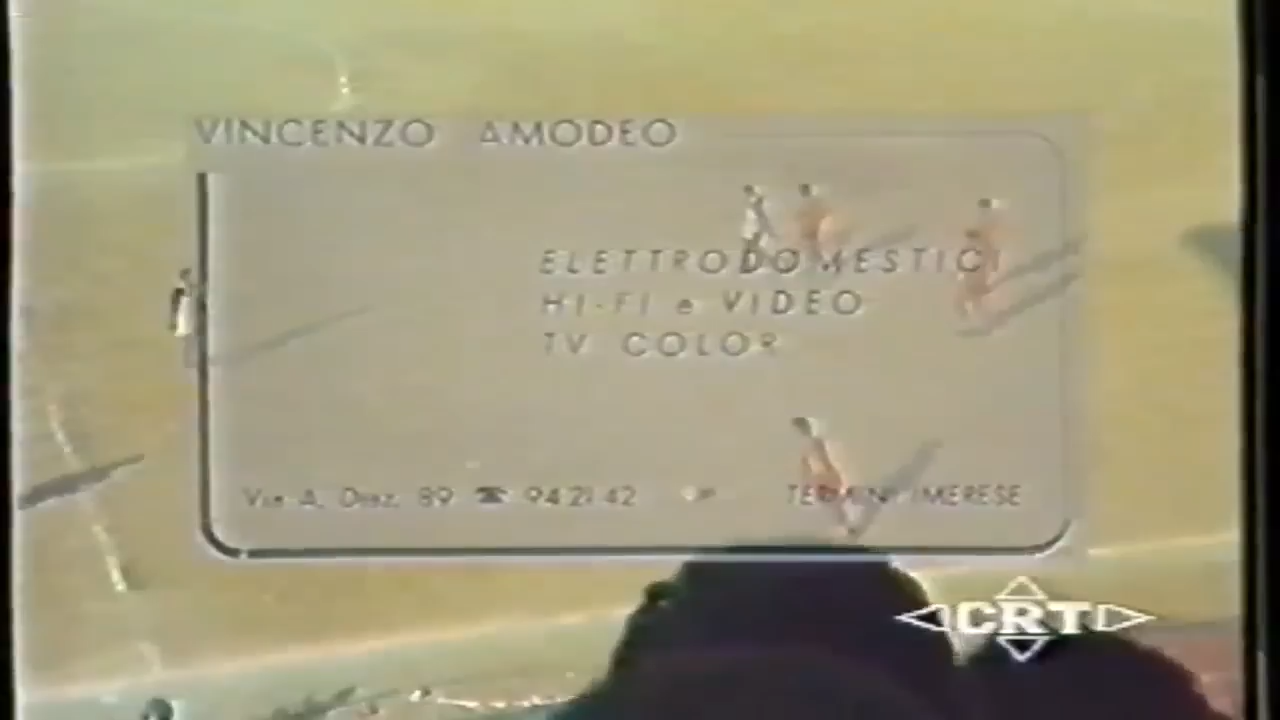 VINCENZO AMODEO
ELETTRODOMESTICI
HI-FI e VIDEO
TV COLOR
Via A. Diaz, 89 ☎ 94 21 42 TERMINI IMERESE
CRT